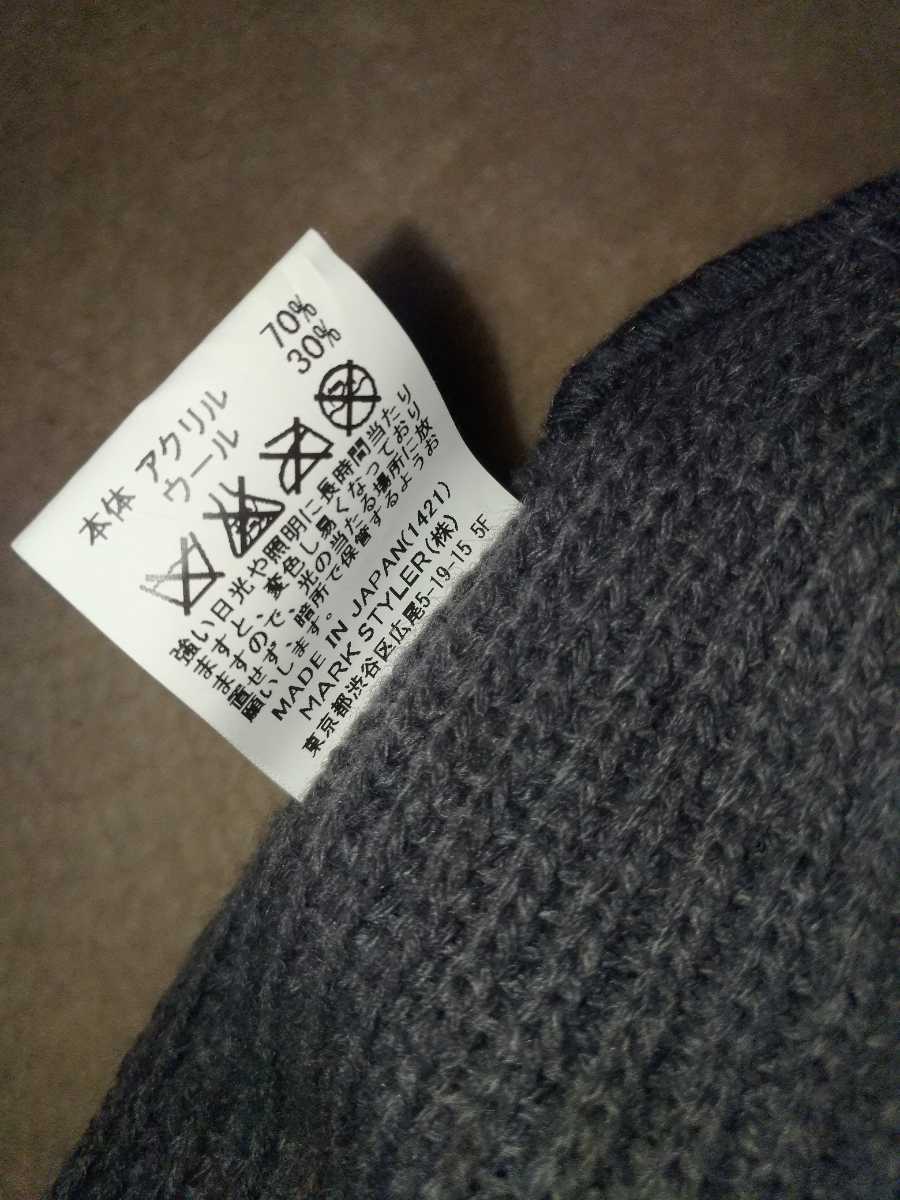 本体 アクリル 70%
ウール 30%
強い日光や照明に長時間当たり
ますと、変色し易くなっており
ますので、光の当たる場所に放
置せず、暗所で保管するようお
願いします。
MADE IN JAPAN(1421)
MARK STYLER(株)
東京都渋谷区広尾5-19-15 5F